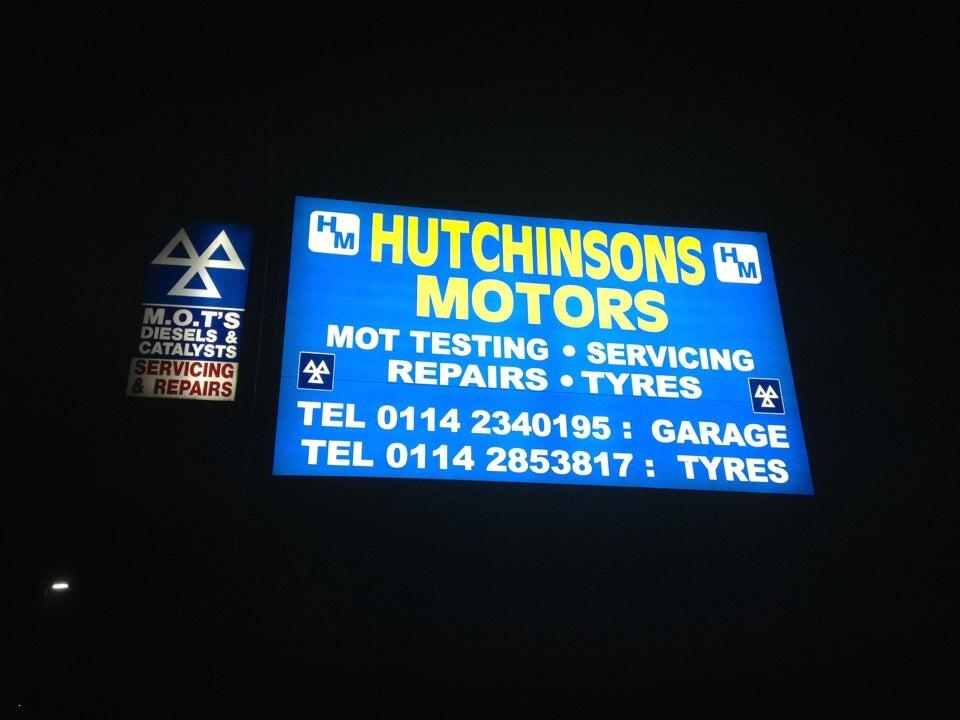 M.O.T'S
DIESELS &
CATALYSTS
SERVICING
& REPAIRS
HM
HUTCHINSONS
HM
MOTORS
MOT TESTING • SERVICING
REPAIRS • TYRES
TEL 0114 2340195 : GARAGE
TEL 0114 2853817 : TYRES